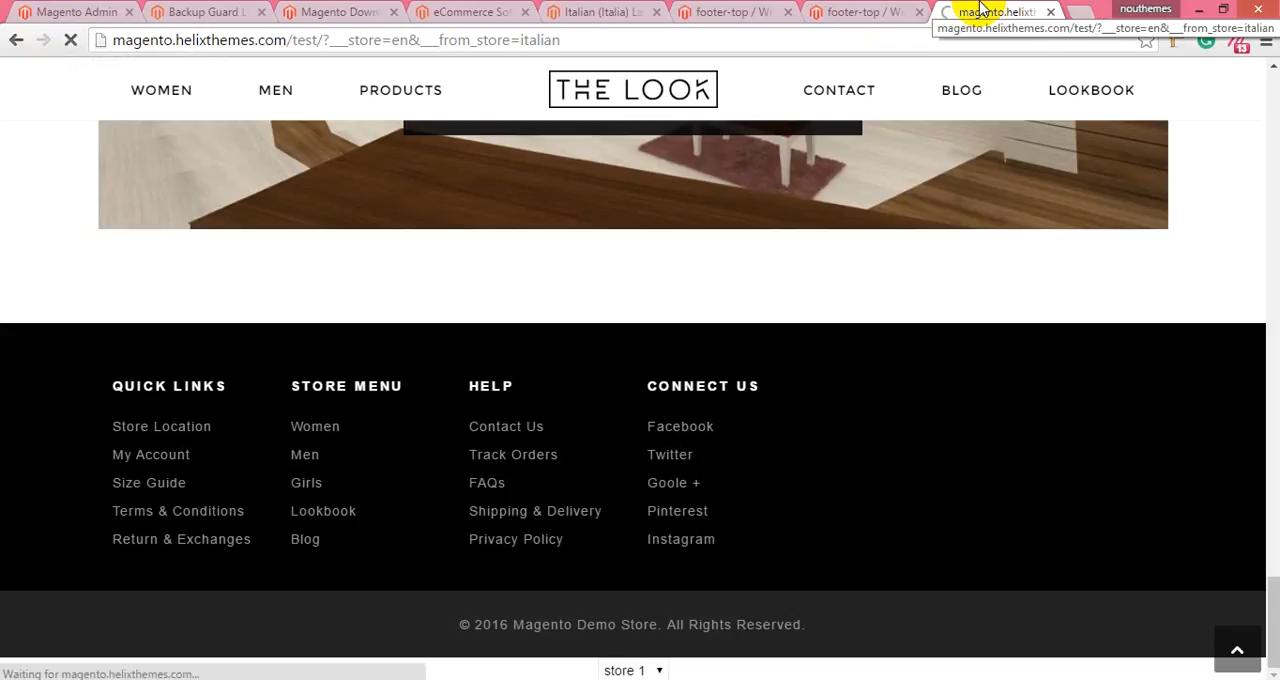 Magento Admin
Backup Guard L
Magento Down
eCommerce Sof
Italian (Italia) La
footer-top / Wi
footer-top / W
magento.helixth
nouthemes
magento.helixthemes.com/test/?___store=en&___from_store=italian
magento.helixthemes.com/test/?___store=en&___from_store=italian
13
WOMEN
MEN
PRODUCTS
THE LOOK
CONTACT
BLOG
LOOKBOOK
QUICK LINKS
Store Location
My Account
Size Guide
Terms & Conditions
Return & Exchanges
STORE MENU
Women
Men
Girls
Lookbook
Blog
HELP
Contact Us
Track Orders
FAQs
Shipping & Delivery
Privacy Policy
CONNECT US
Facebook
Twitter
Goole +
Pinterest
Instagram
© 2016 Magento Demo Store. All Rights Reserved.
Waiting for magento.helixthemes.com...
store 1